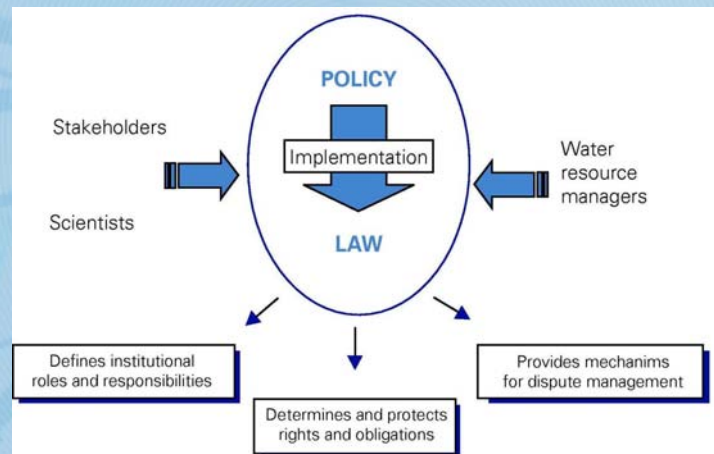 POLICY
Stakeholders
Implementation
Water
resource
managers
Scientists
LAW
Defines institutional
roles and responsibilities
Provides mechanims
for dispute management
Determines and protects
rights and obligations